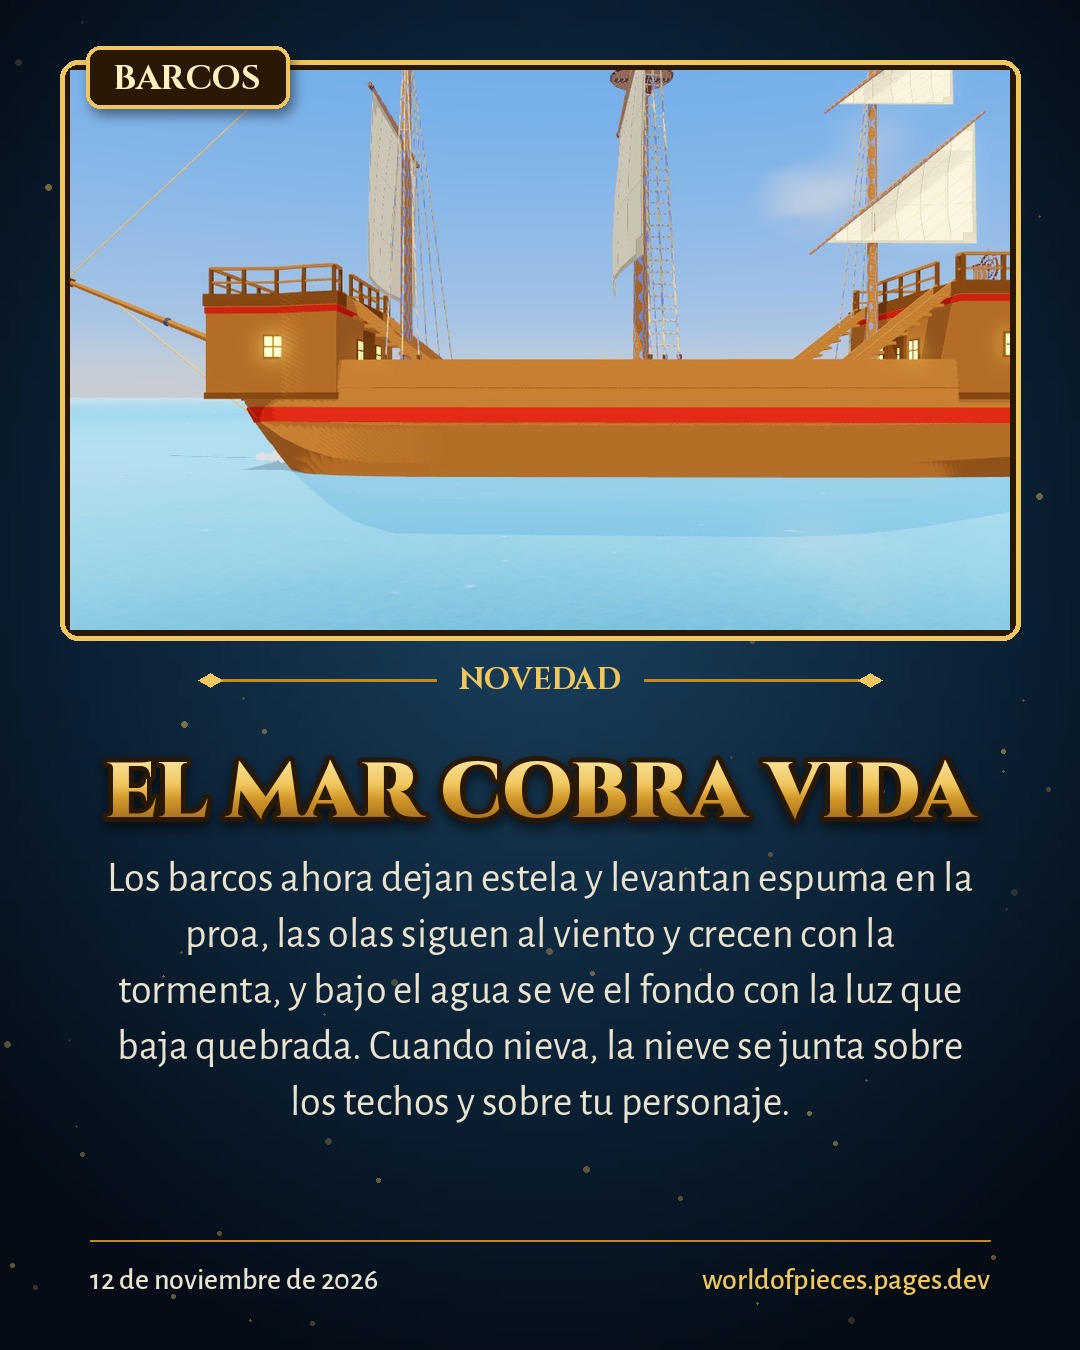 BARCOS
NOVEDAD
EL MAR COBRA VIDA
Los barcos ahora dejan estela y levantan espuma en la
proa, las olas siguen al viento y crecen con la
tormenta, y bajo el agua se ve el fondo con la luz que
baja quebrada. Cuando nieva, la nieve se junta sobre
los techos y sobre tu personaje.
12 de noviembre de 2026
worldofpieces.pages.dev